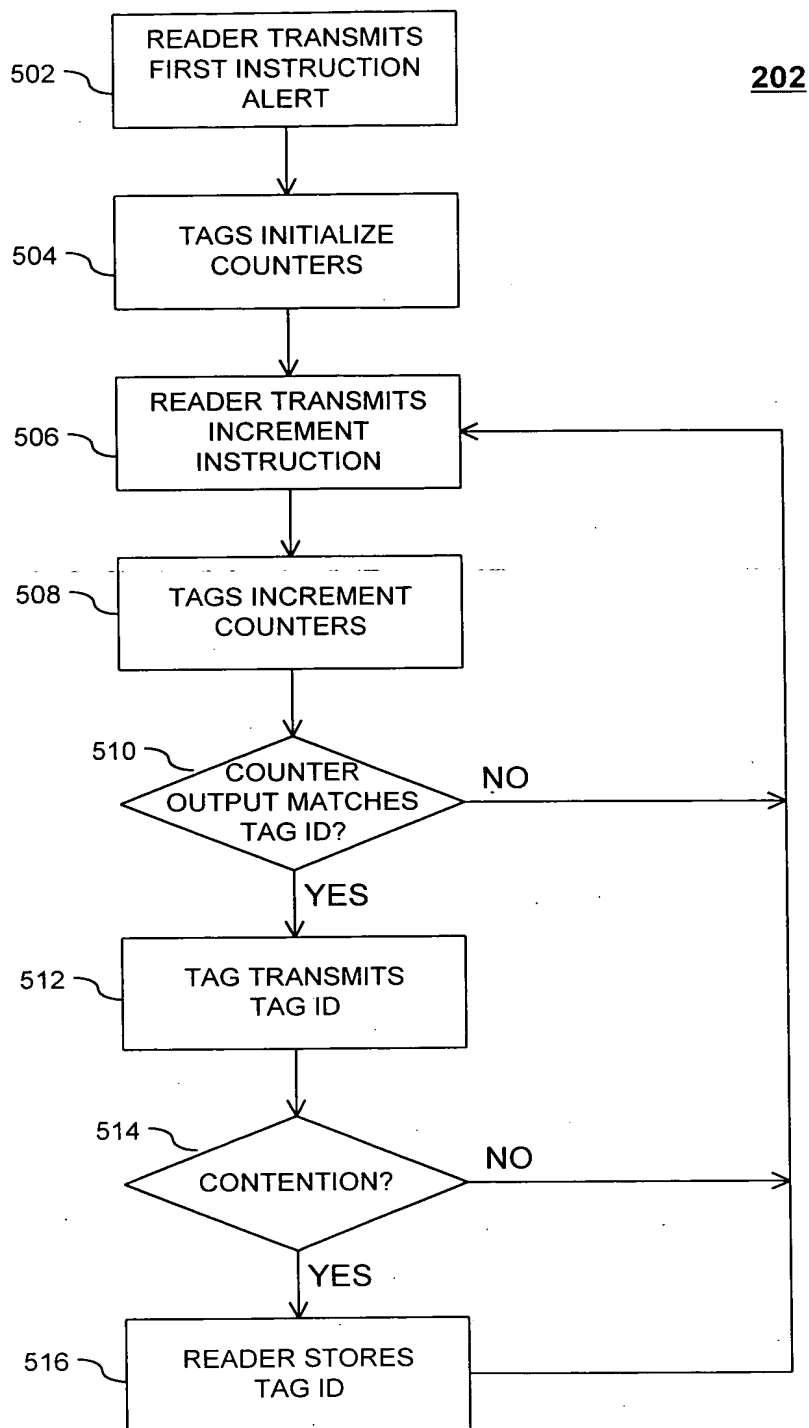 READER TRANSMITS
FIRST INSTRUCTION
ALERT
502
202
TAGS INITIALIZE
COUNTERS
504
READER TRANSMITS
INCREMENT
INSTRUCTION
506
TAGS INCREMENT
COUNTERS
508
510
COUNTER
OUTPUT MATCHES
TAG ID?
NO
YES
TAG TRANSMITS
TAG ID
512
514
CONTENTION?
NO
YES
READER STORES
TAG ID
516